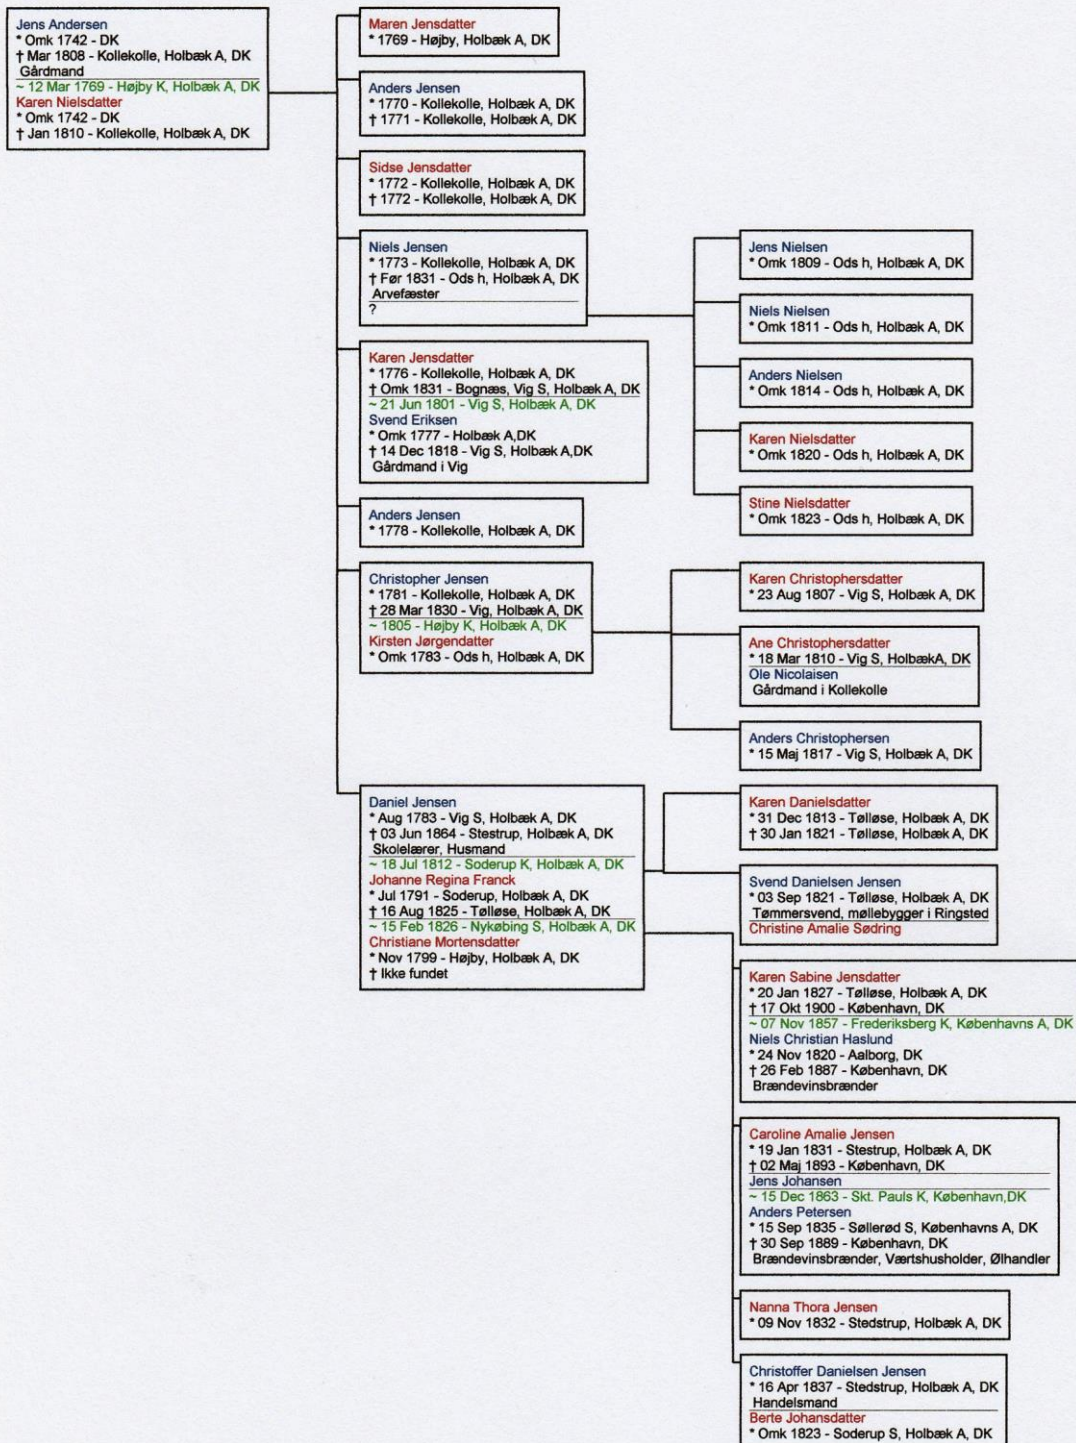 Jens Andersen
* Omk 1742 - DK
† Mar 1808 - Kollekolle, Holbæk A, DK
Gårdmand
~ 12 Mar 1769 - Højby K, Holbæk A, DK
Karen Nielsdatter
* Omk 1742 - DK
† Jan 1810 - Kollekolle, Holbæk A, DK
Maren Jensdatter
* 1769 - Højby, Holbæk A, DK
Anders Jensen
* 1770 - Kollekolle, Holbæk A, DK
† 1771 - Kollekolle, Holbæk A, DK
Sidse Jensdatter
* 1772 - Kollekolle, Holbæk A, DK
† 1772 - Kollekolle, Holbæk A, DK
Niels Jensen
* 1773 - Kollekolle, Holbæk A, DK
† Før 1831 - Ods h, Holbæk A, DK
Arvefæster
?
Jens Nielsen
* Omk 1809 - Ods h, Holbæk A, DK
Niels Nielsen
* Omk 1811 - Ods h, Holbæk A, DK
Anders Nielsen
* Omk 1814 - Ods h, Holbæk A, DK
Karen Nielsdatter
* Omk 1820 - Ods h, Holbæk A, DK
Stine Nielsdatter
* Omk 1823 - Ods h, Holbæk A, DK
Karen Jensdatter
* 1776 - Kollekolle, Holbæk A, DK
† Omk 1831 - Bognæs, Vig S, Holbæk A, DK
~ 21 Jun 1801 - Vig S, Holbæk A, DK
Svend Eriksen
* Omk 1777 - Holbæk A,DK
† 14 Dec 1818 - Vig S, Holbæk A,DK
Gårdmand i Vig
Anders Jensen
* 1778 - Kollekolle, Holbæk A, DK
Christopher Jensen
* 1781 - Kollekolle, Holbæk A, DK
† 28 Mar 1830 - Vig, Holbæk A, DK
~ 1805 - Højby K, Holbæk A, DK
Kirsten Jørgendatter
* Omk 1783 - Ods h, Holbæk A, DK
Karen Christophersdatter
* 23 Aug 1807 - Vig S, Holbæk A, DK
Ane Christophersdatter
* 18 Mar 1810 - Vig S, HolbækA, DK
Ole Nicolaisen
Gårdmand i Kollekolle
Anders Christophersen
* 15 Maj 1817 - Vig S, Holbæk A, DK
Daniel Jensen
* Aug 1783 - Vig S, Holbæk A, DK
† 03 Jun 1864 - Stestrup, Holbæk A, DK
Skolelærer, Husmand
~ 18 Jul 1812 - Soderup K, Holbæk A, DK
Johanne Regina Franck
* Jul 1791 - Soderup, Holbæk A, DK
† 16 Aug 1825 - Tølløse, Holbæk A, DK
~ 15 Feb 1826 - Nykøbing S, Holbæk A, DK
Christiane Mortensdatter
* Nov 1799 - Højby, Holbæk A, DK
† Ikke fundet
Karen Danielsdatter
* 31 Dec 1813 - Tølløse, Holbæk A, DK
† 30 Jan 1821 - Tølløse, Holbæk A, DK
Svend Danielsen Jensen
* 03 Sep 1821 - Tølløse, Holbæk A, DK
Tømmersvend, møllebygger i Ringsted
Christine Amalie Sødring
Karen Sabine Jensdatter
* 20 Jan 1827 - Tølløse, Holbæk A, DK
† 17 Okt 1900 - København, DK
~ 07 Nov 1857 - Frederiksberg K, Københavns A, DK
Niels Christian Haslund
* 24 Nov 1820 - Aalborg, DK
† 26 Feb 1887 - København, DK
Brændevinsbrænder
Caroline Amalie Jensen
* 19 Jan 1831 - Stestrup, Holbæk A, DK
† 02 Maj 1893 - København, DK
Jens Johansen
~ 15 Dec 1863 - Skt. Pauls K, København,DK
Anders Petersen
* 15 Sep 1835 - Søllerød S, Københavns A, DK
† 30 Sep 1889 - København, DK
Brændevinsbrænder, Værtshusholder, Ølhandler
Nanna Thora Jensen
* 09 Nov 1832 - Stedstrup, Holbæk A, DK
Christoffer Danielsen Jensen
* 16 Apr 1837 - Stedstrup, Holbæk A, DK
Handelsmand
Berte Johansdatter
* Omk 1823 - Soderup S, Holbæk A, DK